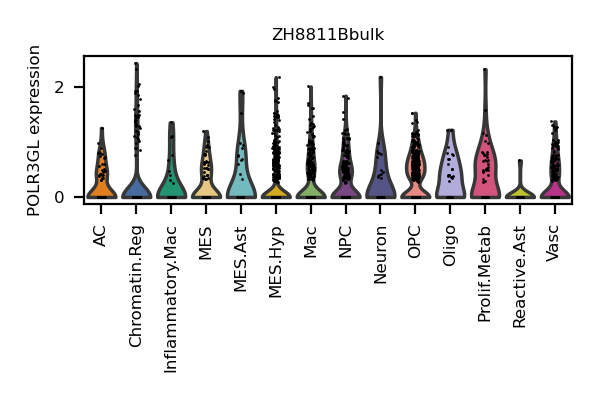 ZH8811Bbulk
POLR3GL expression
2
0
AC
Chromatin.Reg
Inflammatory.Mac
MES
MES.Ast
MES.Hyp
Mac
NPC
Neuron
OPC
Oligo
Prolif.Metab
Reactive.Ast
Vasc